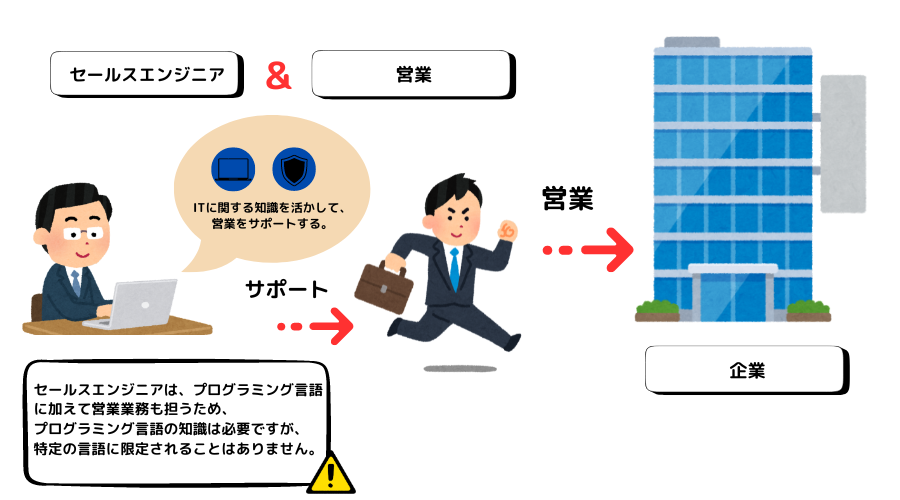 セールスエンジニア
&
営業
ITに関する知識を活かして、
営業をサポートする。
サポート
営業
企業
セールスエンジニアは、プログラミング言語
に加えて営業業務も担うため、
プログラミング言語の知識は必要ですが、
特定の言語に限定されることはありません。